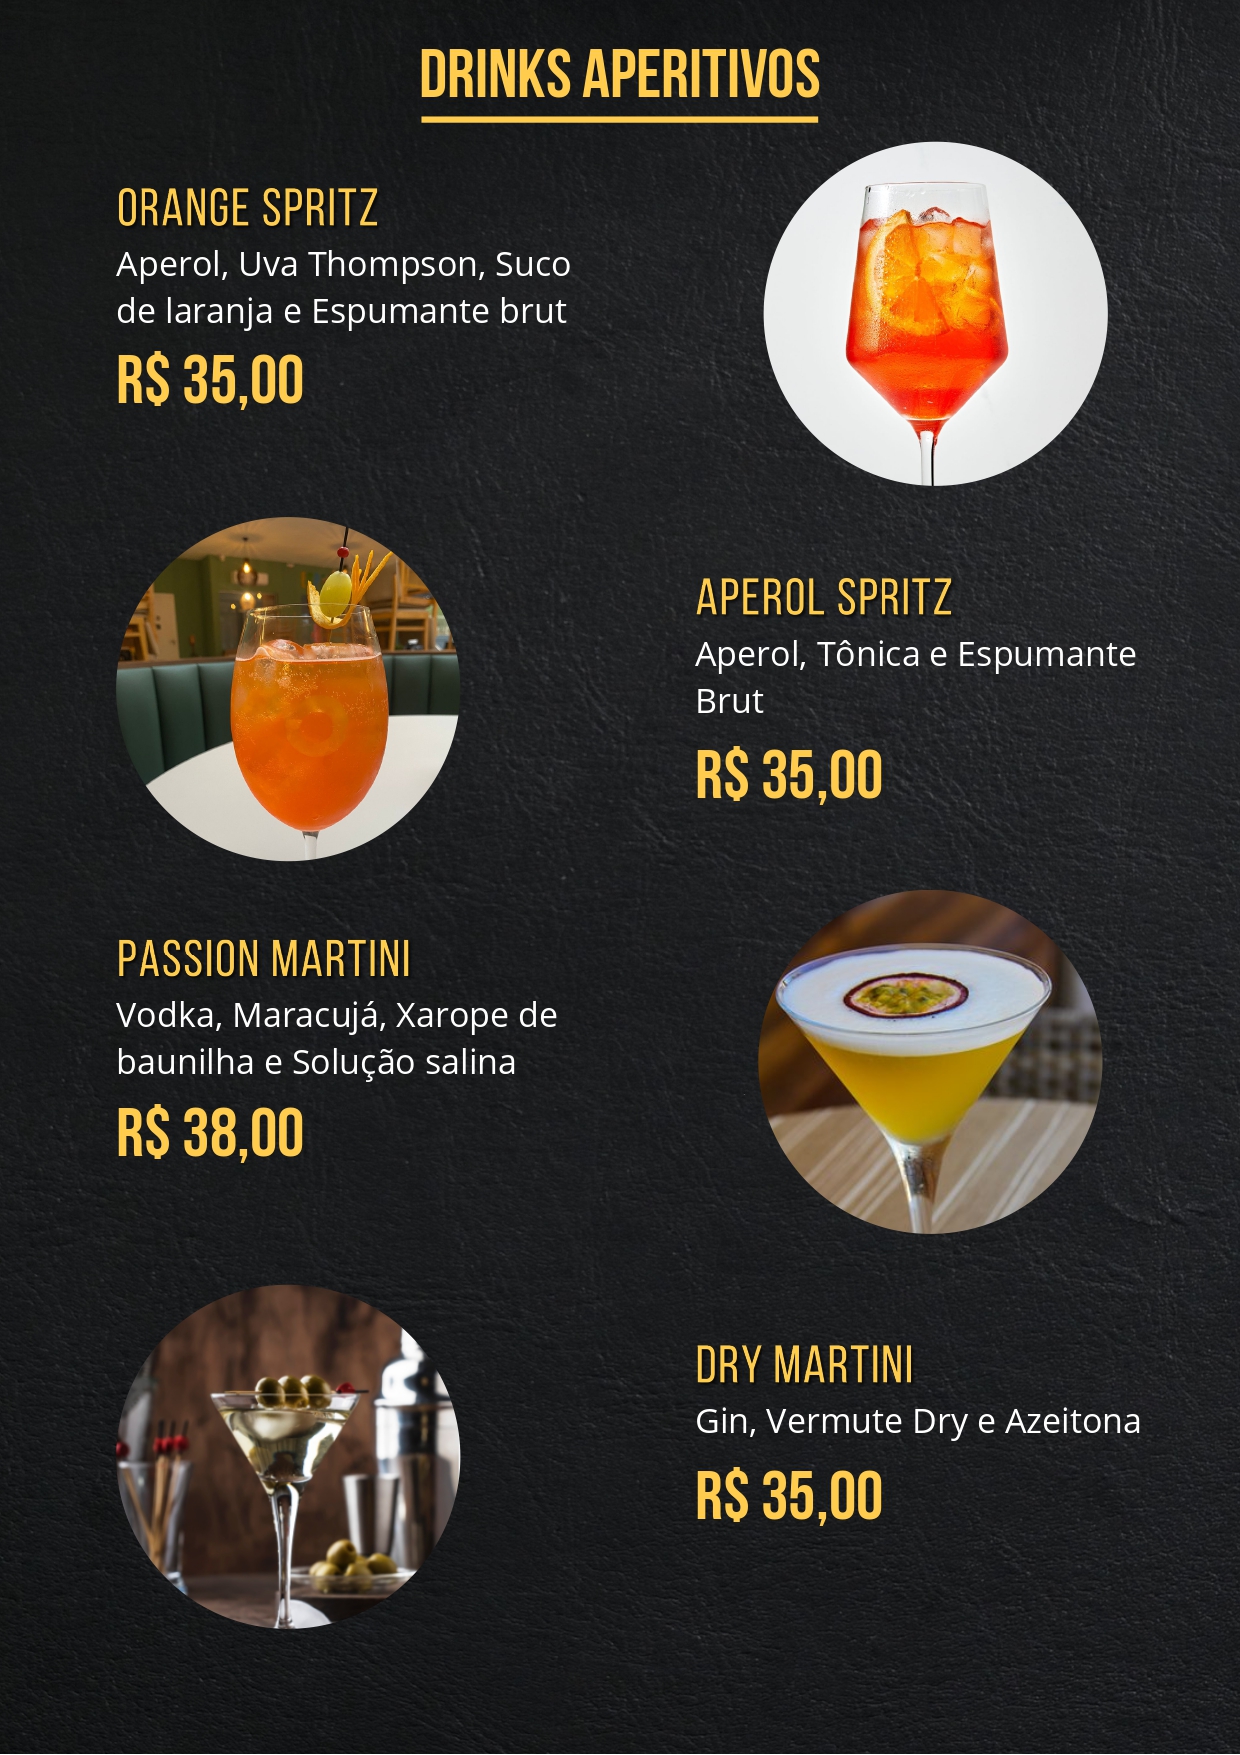 DRINKS APERITIVOS
ORANGE SPRITZ
Aperol, Uva Thompson, Suco
de laranja e Espumante brut
R$ 35,00
APEROL SPRITZ
Aperol, Tônica e Espumante
Brut
R$ 35,00
PASSION MARTINI
Vodka, Maracujá, Xarope de
baunilha e Solução salina
R$ 38,00
DRY MARTINI
Gin, Vermute Dry e Azeitona
R$ 35,00